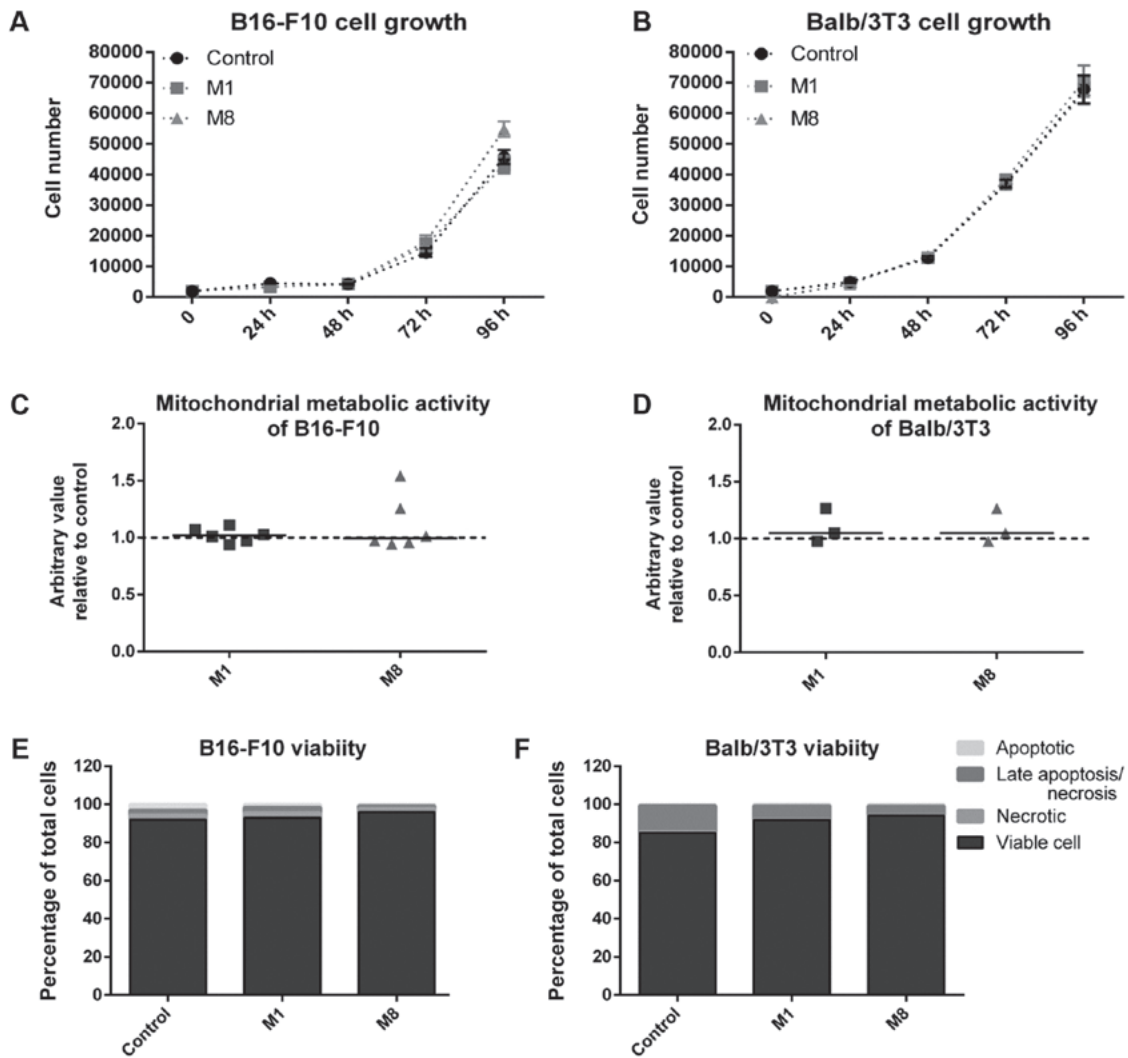 A
B16-F10 cell growth
Cell number
80000
70000
60000
50000
40000
30000
20000
10000
0
Control
M1
M8
0
24 h
48 h
72 h
96 h
B
Balb/3T3 cell growth
Cell number
80000
70000
60000
50000
40000
30000
20000
10000
0
Control
M1
M8
0
24 h
48 h
72 h
96 h
C
Mitochondrial metabolic activity
of B16-F10
Arbitrary value
relative to control
2.0
1.5
1.0
0.5
0.0
M1
M8
D
Mitochondrial metabolic activity
of Balb/3T3
Arbitrary value
relative to control
2.0
1.5
1.0
0.5
0.0
M1
M8
E
B16-F10 viabiity
Percentage of total cells
120
100
80
60
40
20
0
Control
M1
M8
F
Balb/3T3 viabiity
Percentage of total cells
120
100
80
60
40
20
0
Control
M1
M8
Apoptotic
Late apoptosis/
necrosis
Necrotic
Viable cell